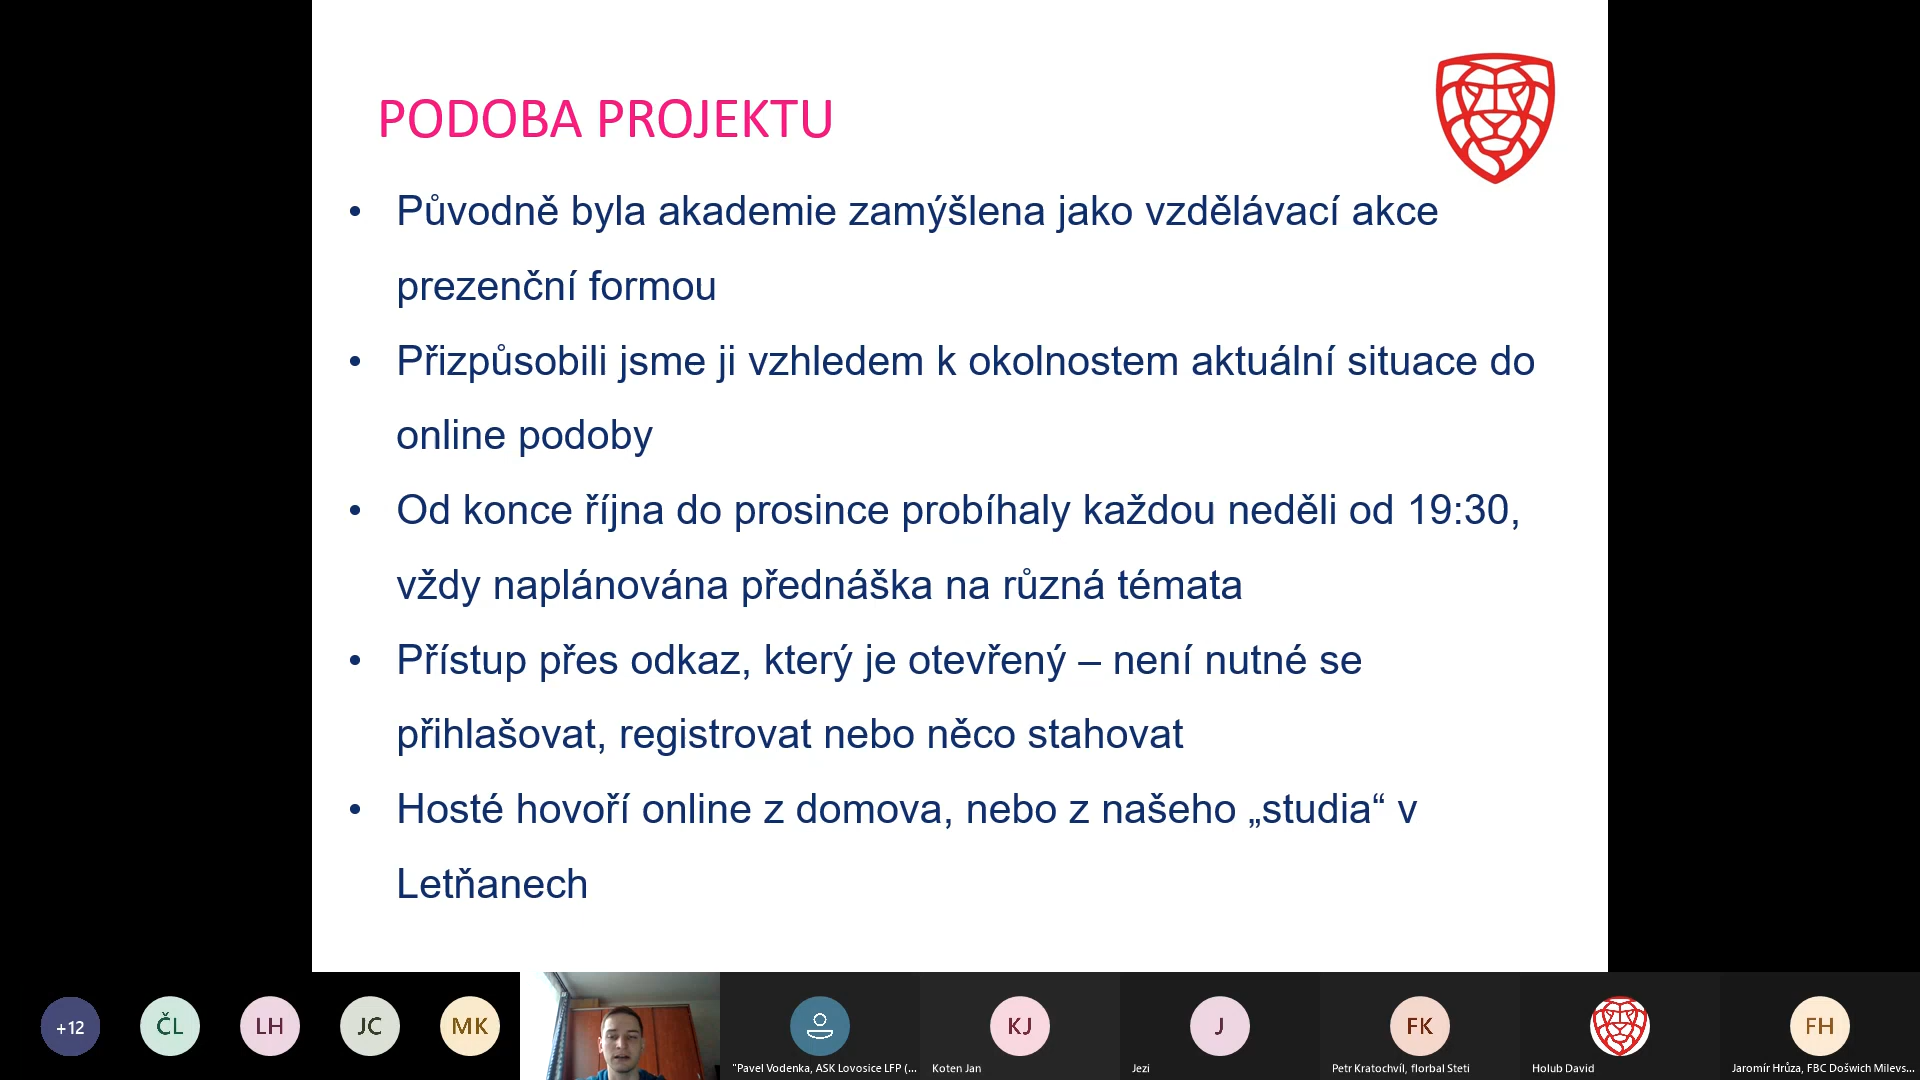 PODOBA PROJEKTU
• Původně byla akademie zamýšlena jako vzdělávací akce
prezenční formou
• Přizpůsobili jsme ji vzhledem k okolnostem aktuální situace do
online podoby
• Od konce října do prosince probíhaly každou neděli od 19:30,
vždy naplánována přednáška na různá témata
• Přístup přes odkaz, který je otevřený – není nutné se
přihlašovat, registrovat nebo něco stahovat
• Hosté hovoří online z domova, nebo z našeho „studia“ v
Letňanech
+12
ČL
LH
JC
MK
"Pavel Vodenka, ASK Lovosice LFP (...
KJ
Koten Jan
J
Jezi
FK
Petr Kratochvíl, florbal Steti
Holub David
FH
Jaromír Hrůza, FBC Došwich Milevs...